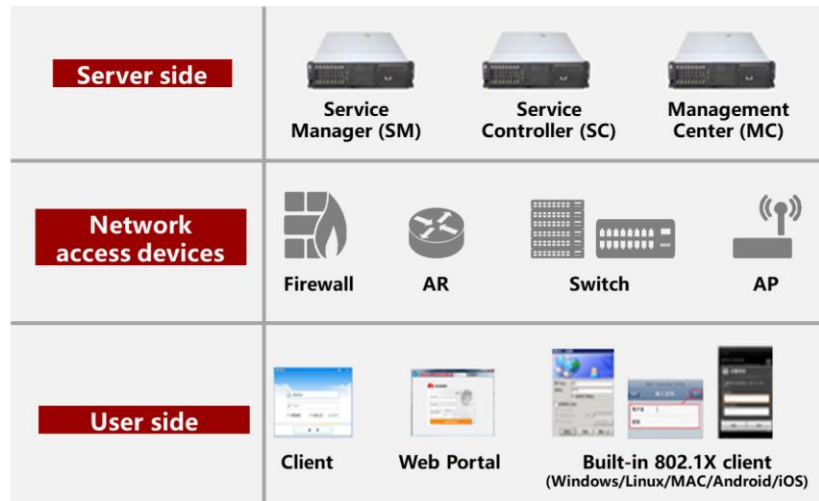 Server side
Service
Manager (SM)
Service
Controller (SC)
Management
Center (MC)
Network
access devices
Firewall
AR
Switch
AP
User side
Client
Web Portal
Built-in 802.1X client
(Windows/Linux/MAC/Android/iOS)